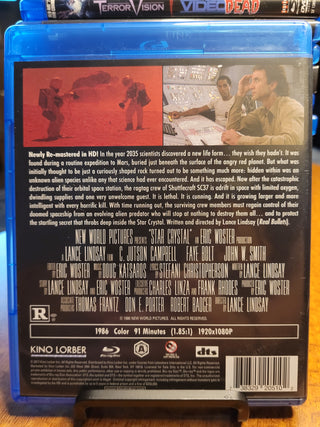 TERRORVISION
VIDEO DEAD
Newly Re-mastered in HD! In the year 2035 scientists discovered a new life form... they wish they hadn't. It was
found during a routine expedition to Mars, buried just beneath the surface of the angry red planet. But what was
initially thought to be just a curiously shaped rock turned out to be something much more: hidden within was an
unknown alien species unlike any that science had ever encountered. And it has escaped. Now after the catastrophic
destruction of their orbital space station, the ragtag crew of Shuttlecraft SC37 is adrift in space with limited oxygen,
dwindling supplies and one very unwelcome guest. It is lethal. It is cunning. And it is growing larger and more
intelligent with every horrific kill. With time running out, the surviving crew members must regain control of their
doomed spaceship from an evolving alien predator who will stop at nothing to destroy them all... and to protect
the startling secret that throbs deep inside the Star Crystal. Written and directed by Lance Lindsay (Real Bullets).
NEW WORLD PICTURES PRESENTS "STAR CRYSTAL" BY ERIC WOSTER
LANCE LINDSAY C. JUTSON CAMPBELL FAYE BOLT JOHN W SMITH
ERIC WOSTER DOUG KATSAROS STEFANI CHRISTOPHERSON LANCE LINDSAY
LANCE LINDSAY ERIC WOSTER CHARLES LINZA FRANK RHODES ERIC WOSTER
THOMAS FRANTZ DON E. PORTER ROBERT BADGER LANCE LINDSAY
R RESTRICTED
© 1986 NEW WORLD PICTURES. ALL RIGHTS RESERVED.
1986 Color 91 Minutes (1.85:1) 1920x1080P
KINO LORBER Blu-ray Disc A dts